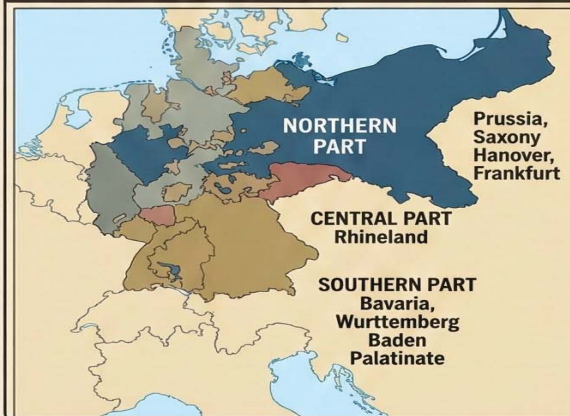 NORTHERN
PART
Prussia,
Saxony
Hanover,
Frankfurt
CENTRAL PART
Rhineland
SOUTHERN PART
Bavaria,
Wurttemberg
Baden
Palatinate